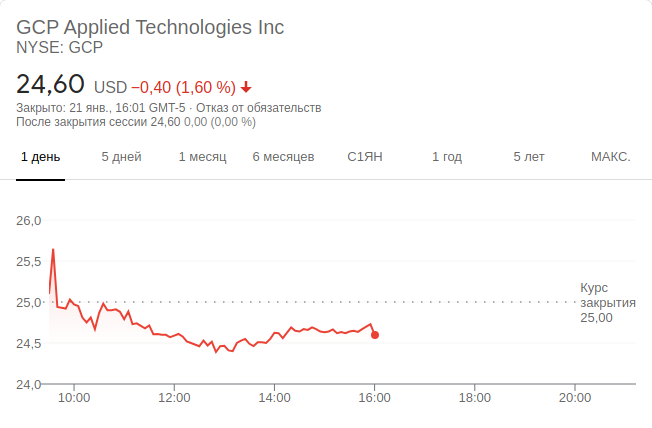 GCP Applied Technologies Inc
NYSE: GCP
24,60 USD −0,40 (1,60 %)
Закрыто: 21 янв., 16:01 GMT-5 · Отказ от обязательств
После закрытия сессии 24,60 0,00 (0,00 %)
1 день 5 дней 1 месяц 6 месяцев С1ЯН 1 год 5 лет МАКС.
26,0
25,5
25,0
24,5
24,0
Курс
закрытия
25,00
10:00 12:00 14:00 16:00 18:00 20:00